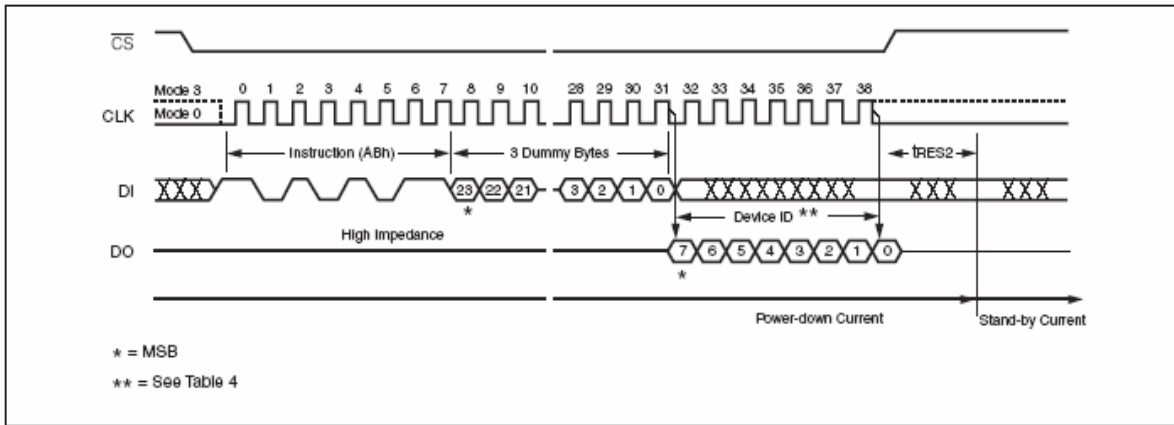 CS
Mode 3 0 1 2 3 4 5 6 7 8 9 10 28 29 30 31 32 33 34 35 36 37 38
CLK Mode 0
Instruction (ABh) 3 Dummy Bytes tRES2
DI 23 22 21 3 2 1 0
* Device ID **
High Impedance
DO 7 6 5 4 3 2 1 0
*
Power-down Current Stand-by Current
* = MSB
** = See Table 4